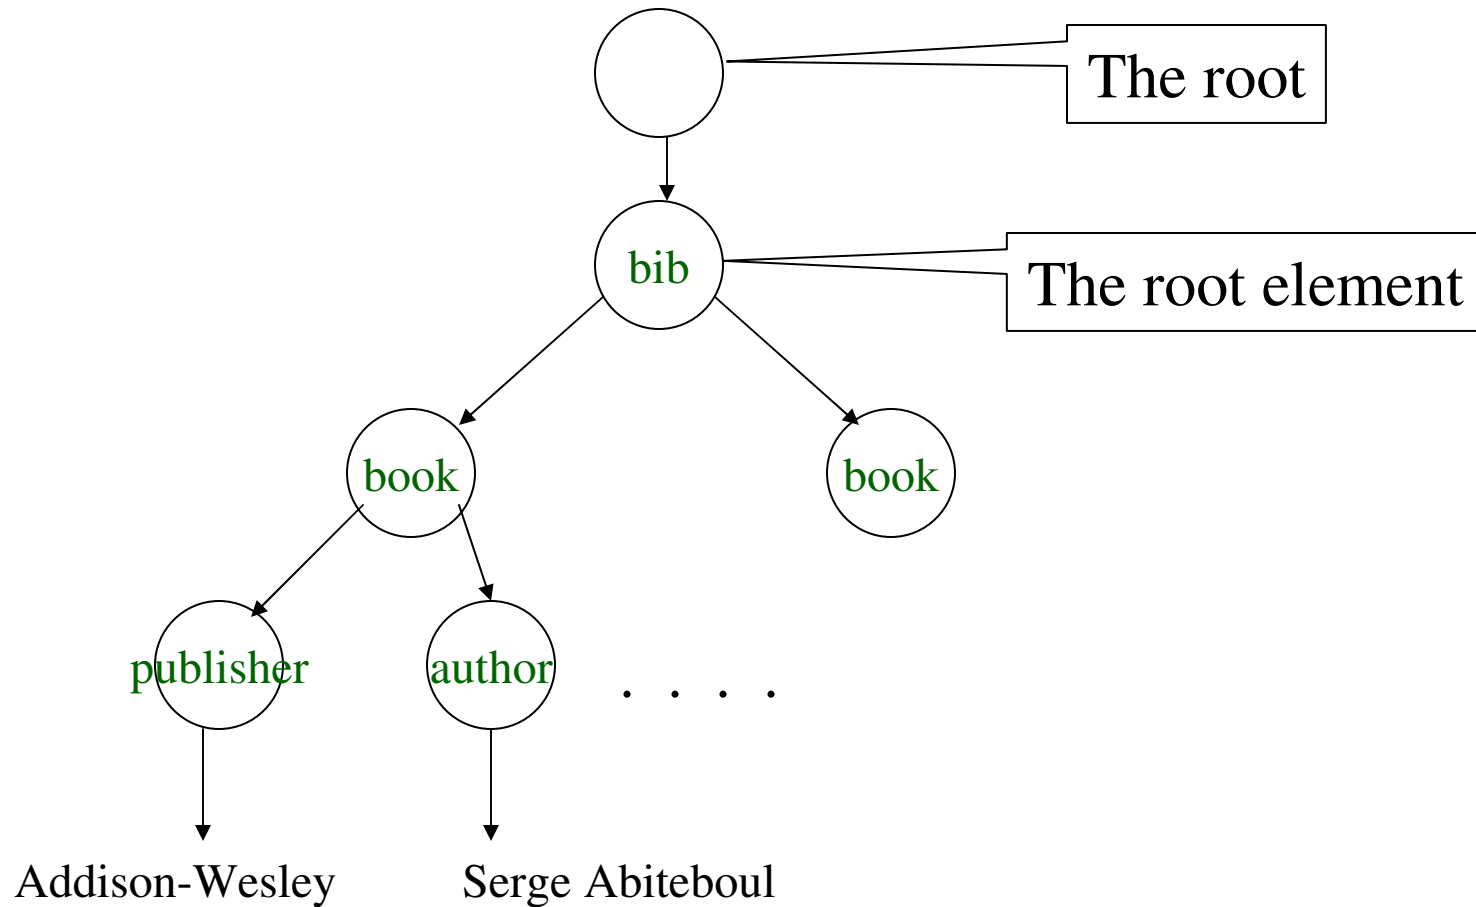 The root
bib
The root element
book
book
publisher
author
. . . .
Addison-Wesley
Serge Abiteboul